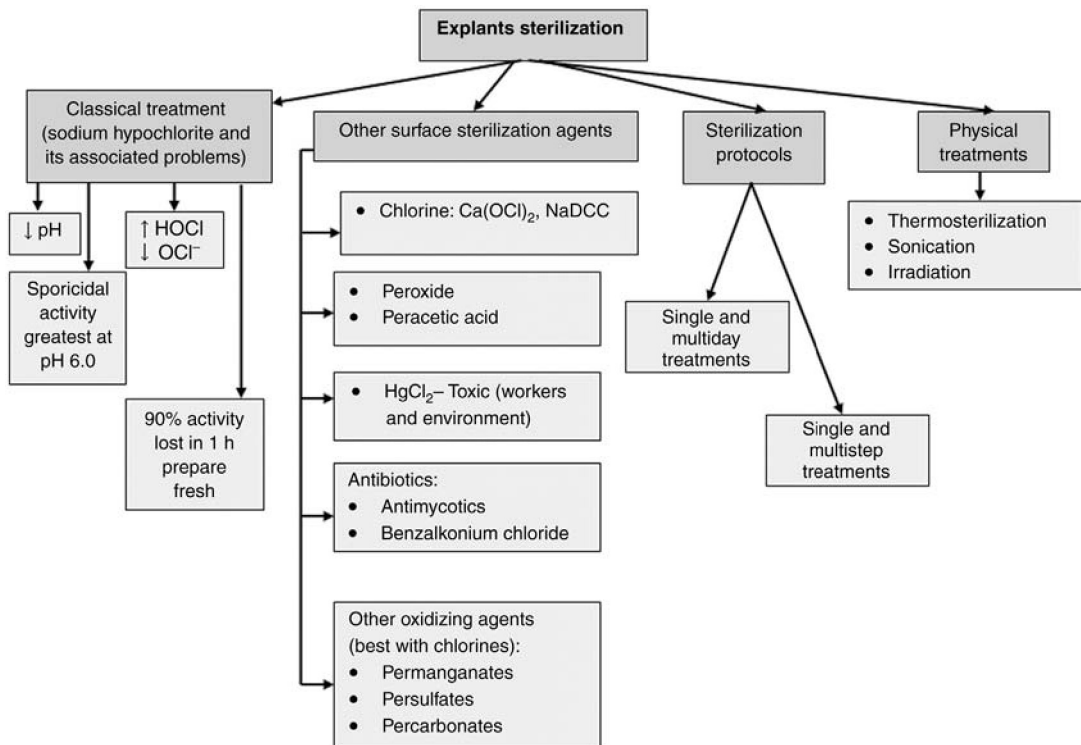 Explants sterilization
Classical treatment
(sodium hypochlorite and
its associated problems)
↓ pH
Sporicidal
activity
greatest at
pH 6.0
↑ HOCl
↓ OCl⁻
90% activity
lost in 1 h
prepare
fresh
Other surface sterilization agents
● Chlorine: Ca(OCl)₂, NaDCC
● Peroxide
● Peracetic acid
● HgCl₂– Toxic (workers
and environment)
Antibiotics:
● Antimycotics
● Benzalkonium chloride
Other oxidizing agents
(best with chlorines):
● Permanganates
● Persulfates
● Percarbonates
Sterilization
protocols
Single and
multiday
treatments
Single and
multistep
treatments
Physical
treatments
● Thermosterilization
● Sonication
● Irradiation